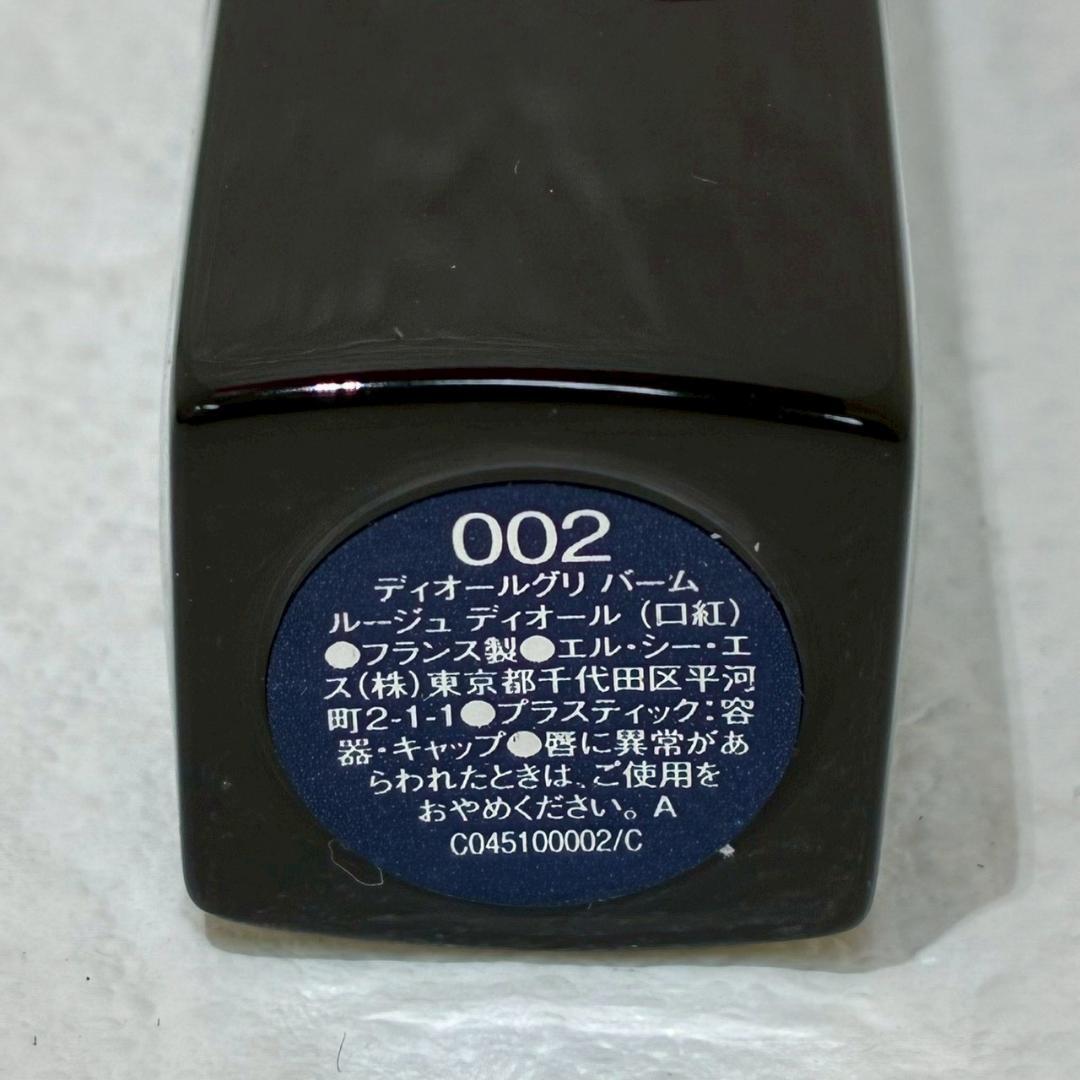 002
ディオールグリ バーム
ルージュ ディオール (口紅)
●フランス製●エル・シー・エ
ス(株)東京都千代田区平河
町2-1-1●プラスティック:容
器・キャップ●唇に異常があ
らわれたときは、ご使用を
おやめください。A
C045100002/C